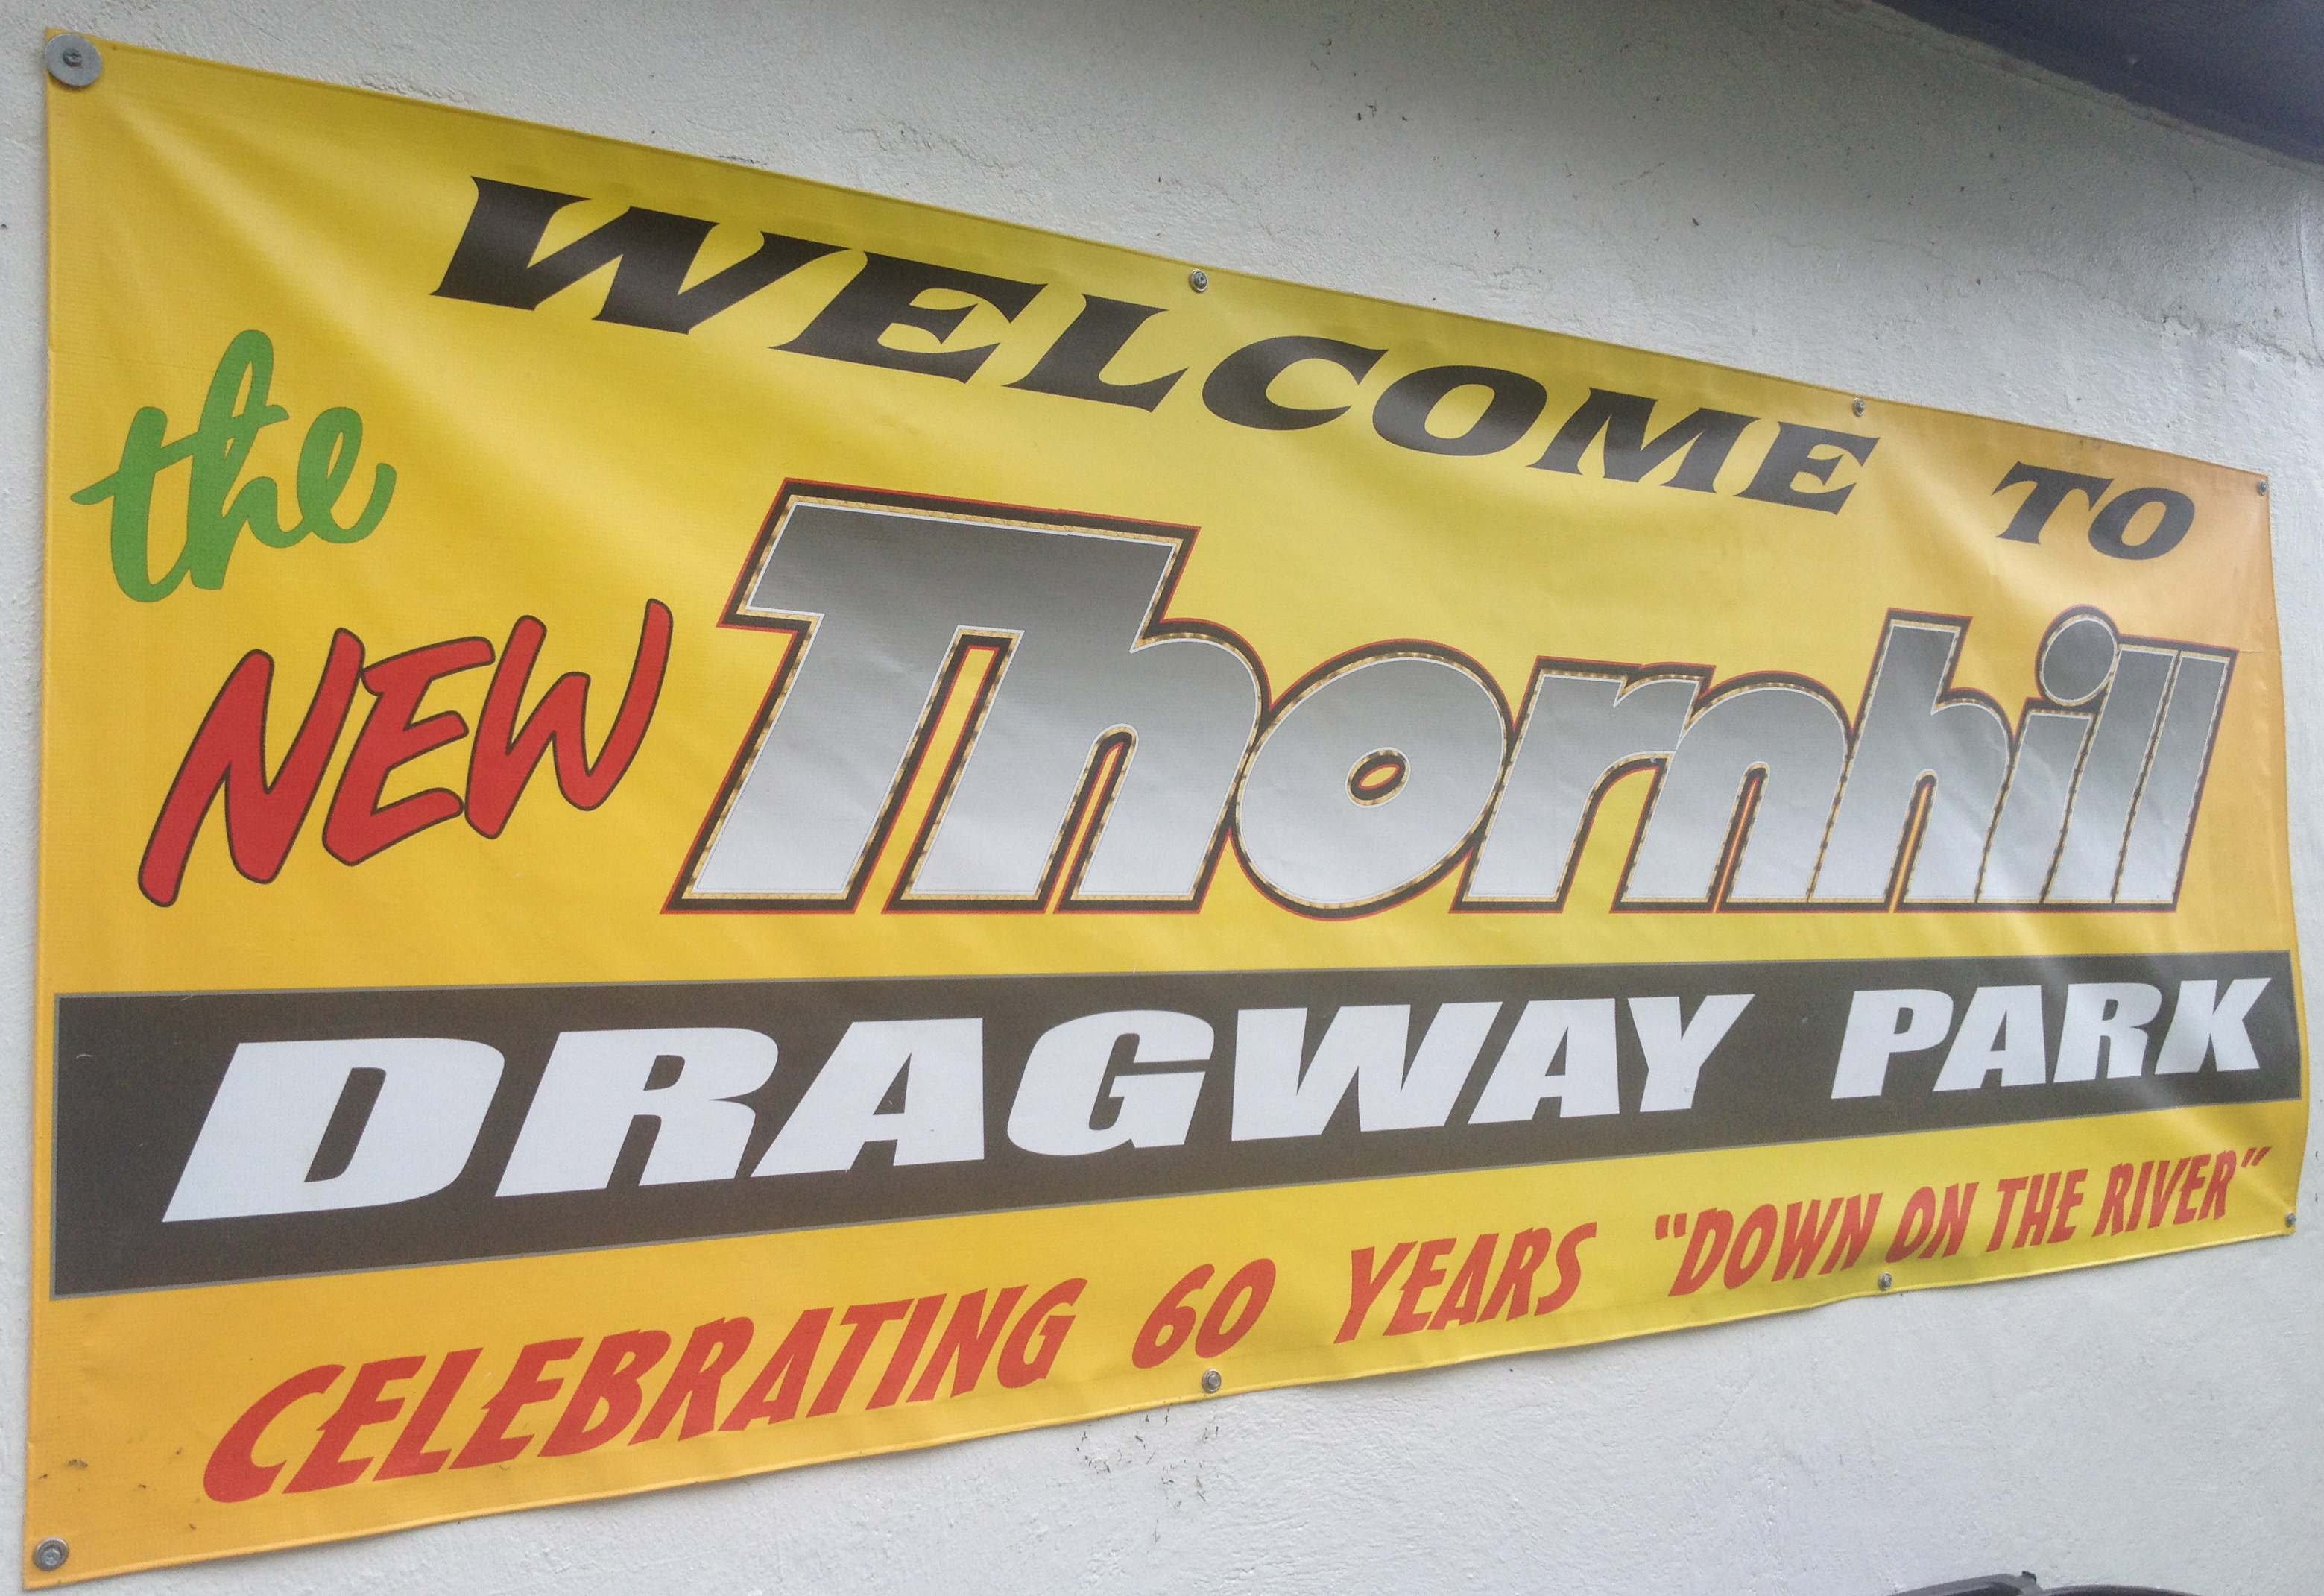 WELCOME TO
the
NEW Thornhill
DRAGWAY PARK
CELEBRATING 60 YEARS "DOWN ON THE RIVER"